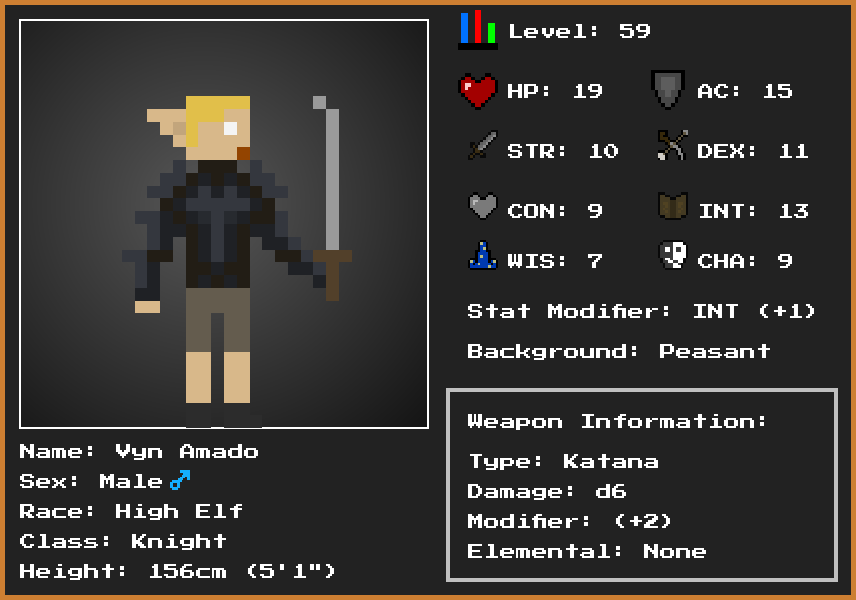 Level: 59
HP: 19
AC: 15
STR: 10
DEX: 11
CON: 9
INT: 13
WIS: 7
CHA: 9
Stat Modifier: INT (+1)
Background: Peasant
Weapon Information:
Type: Katana
Damage: d6
Modifier: (+2)
Elemental: None
Name: Vyn Amado
Sex: Male♂
Race: High Elf
Class: Knight
Height: 156cm (5'1")